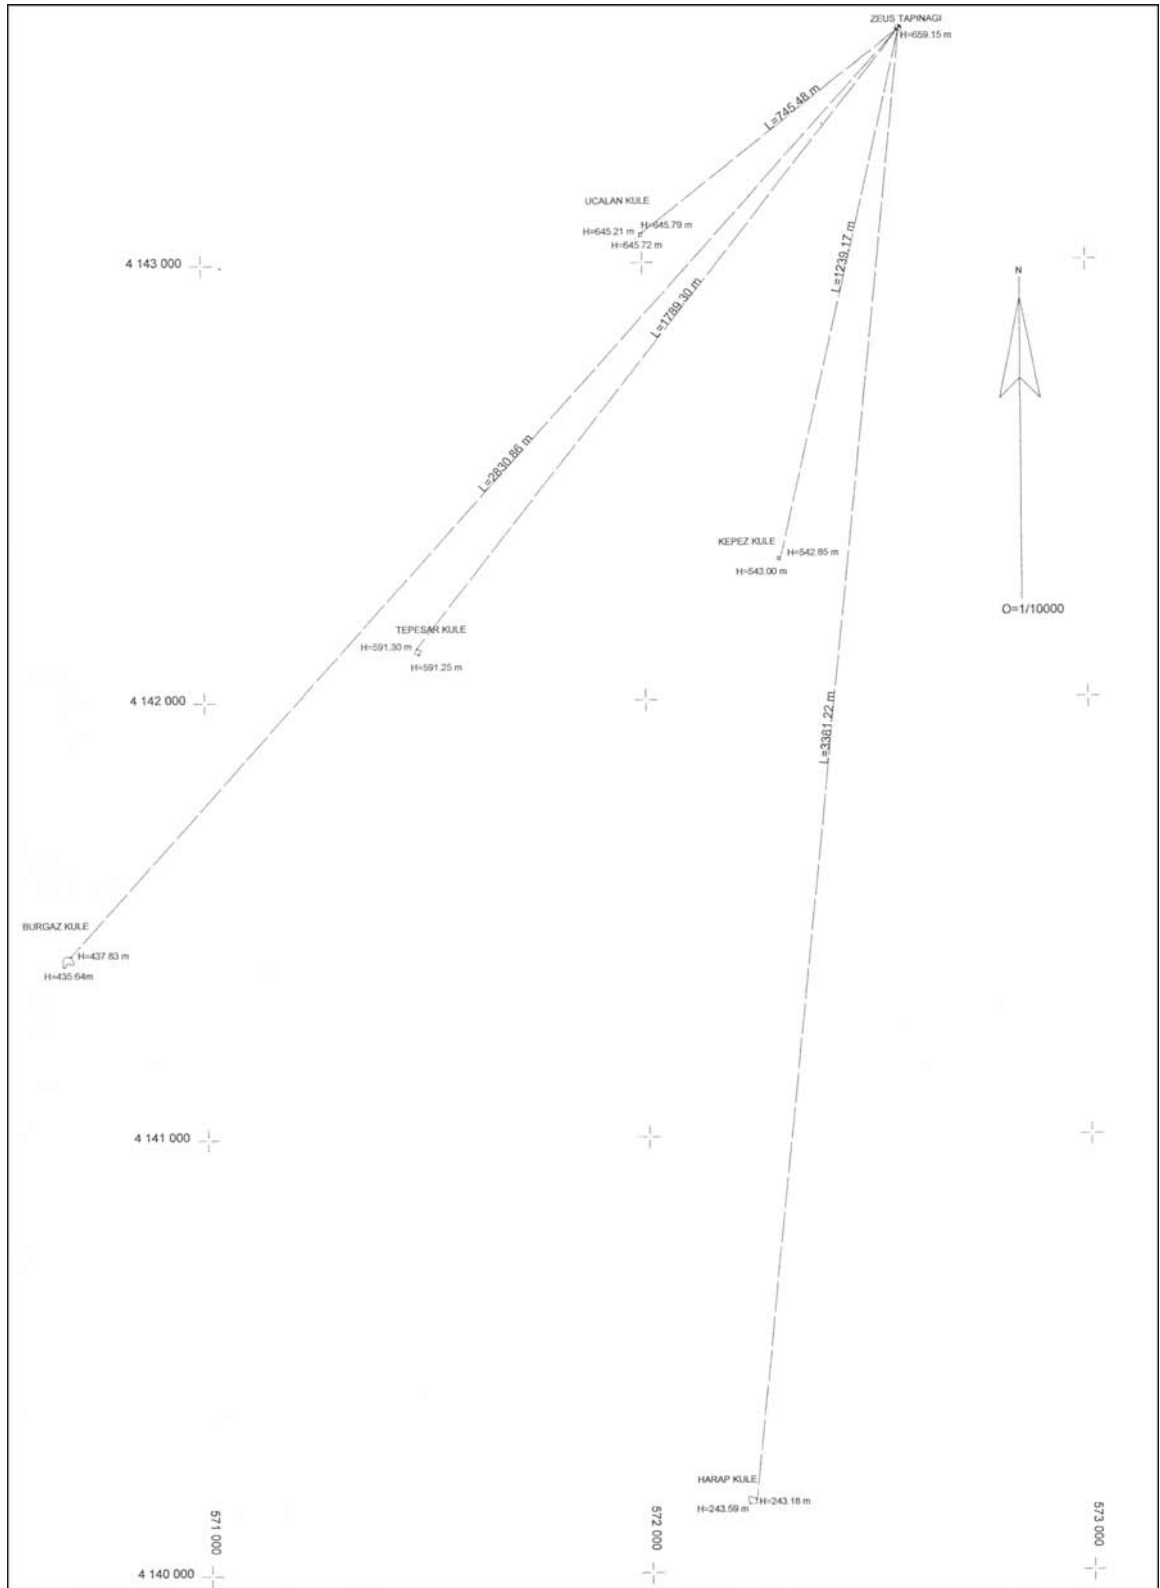 ZEUS TAPINAGI
H=659.15 m
L=745.48 m
UCALAN KULE
H=645.79 m
H=645.21 m
H=645.72 m
4 143 000
L=1239.17 m
N
L=1789.30 m
L=2830.86 m
KEPEZ KULE
H=542.85 m
H=543.00 m
O=1/10000
TEPESAR KULE
H=591.30 m
H=591.25 m
4 142 000
L=3381.22 m
BURGAZ KULE
H=437.83 m
H=435.64m
4 141 000
HARAP KULE
H=243.18 m
H=243.59 m
571 000
572 000
573 000
4 140 000